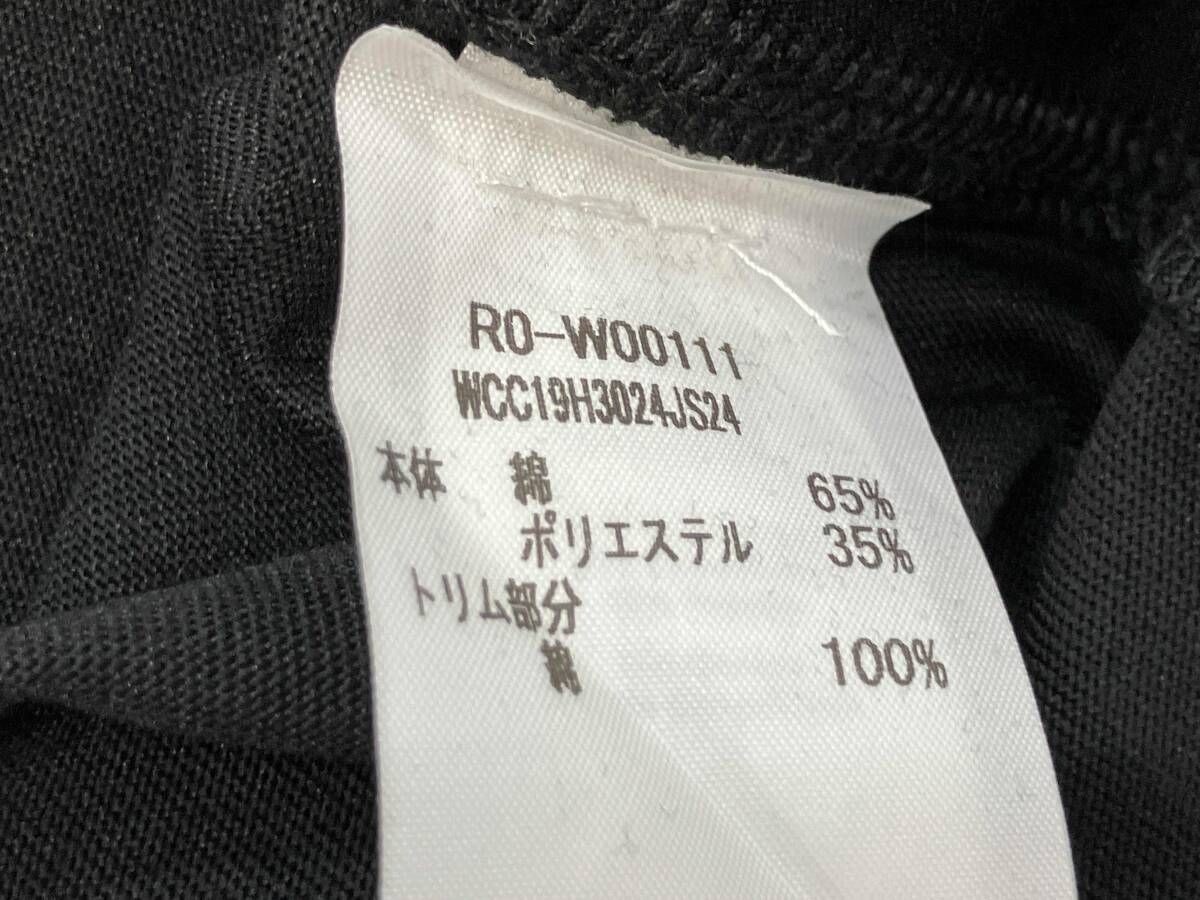 RO-W00111
WCC19H3024JS24
本体 綿 65%
ポリエステル 35%
トリム部分
綿 100%